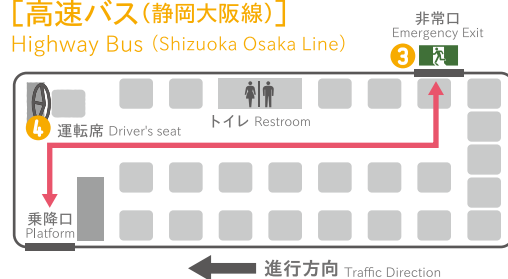 [高速バス(静岡大阪線)]
Highway Bus (Shizuoka Osaka Line)
非常口
Emergency Exit
3
4
運転席 Driver's seat
トイレ Restroom
乗降口
Platform
進行方向 Traffic Direction